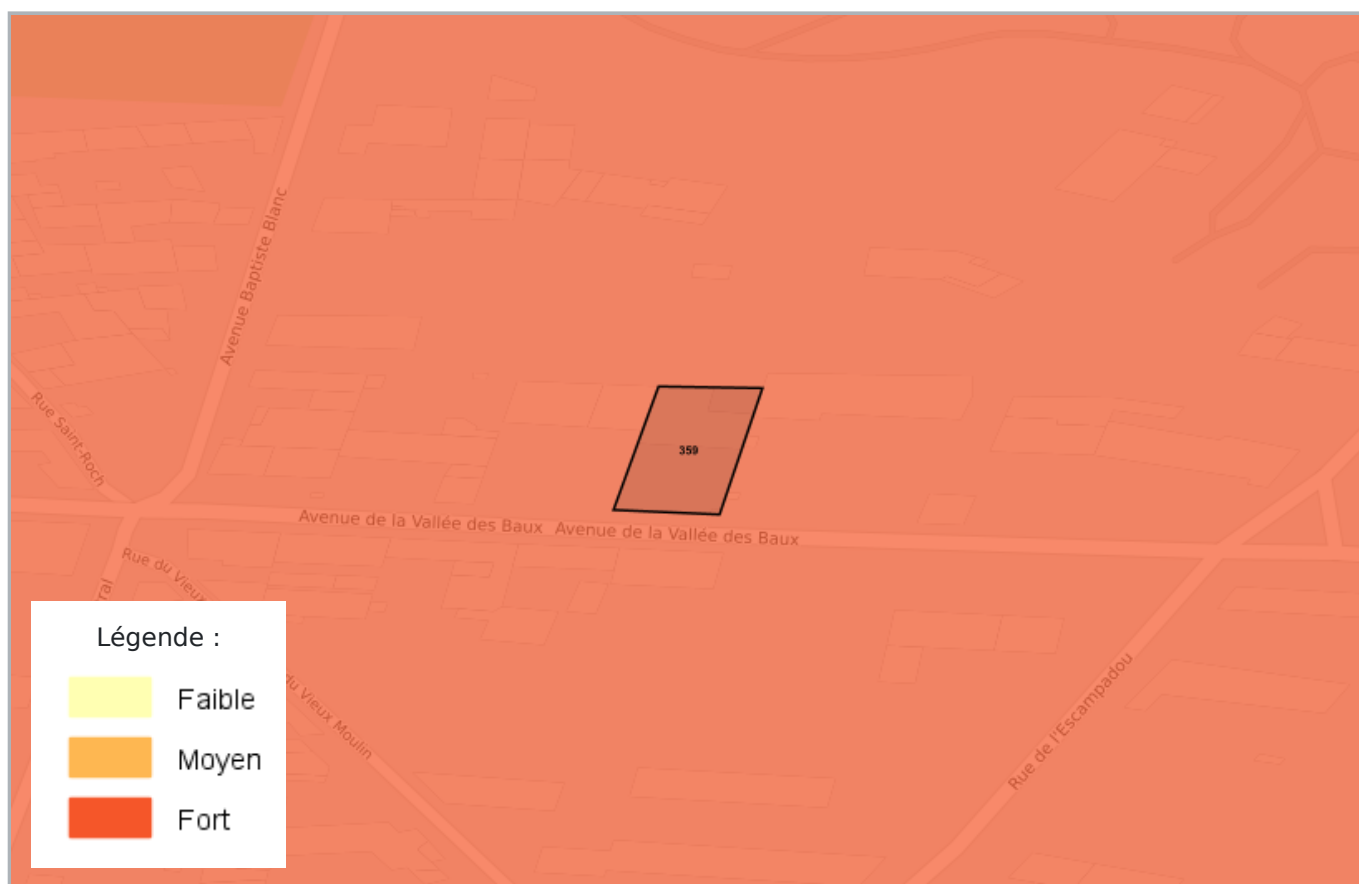 Avenue Baptiste Blanc
Rue Saint-Roch
359
Avenue de la Vallée des Baux Avenue de la Vallée des Baux
Rue du Vieux
ral
du Vieux Moulin
Rue de l'Escampadou
Légende :
Faible
Moyen
Fort